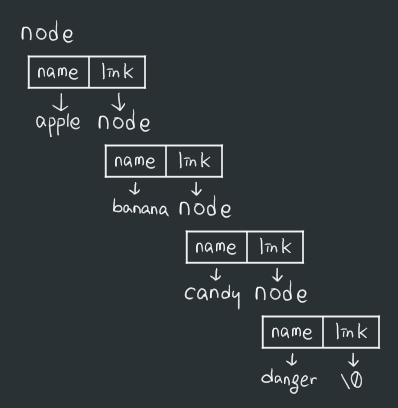 node
name link
apple node
name link
banana node
name link
candy node
name link
danger \0